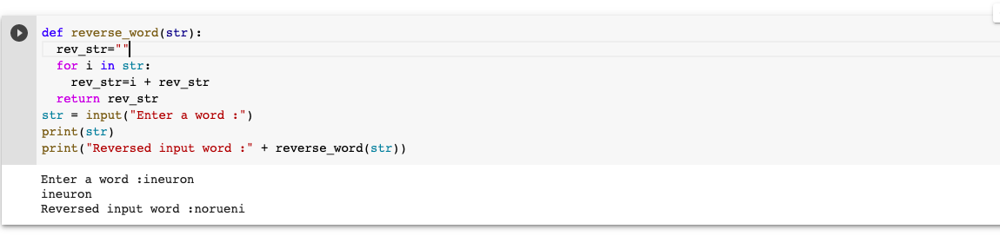 def reverse_word(str):
  rev_str=""
  for i in str:
    rev_str=i + rev_str
  return rev_str
str = input("Enter a word :")
print(str)
print("Reversed input word :" + reverse_word(str))
Enter a word :ineuron
ineuron
Reversed input word :norueni